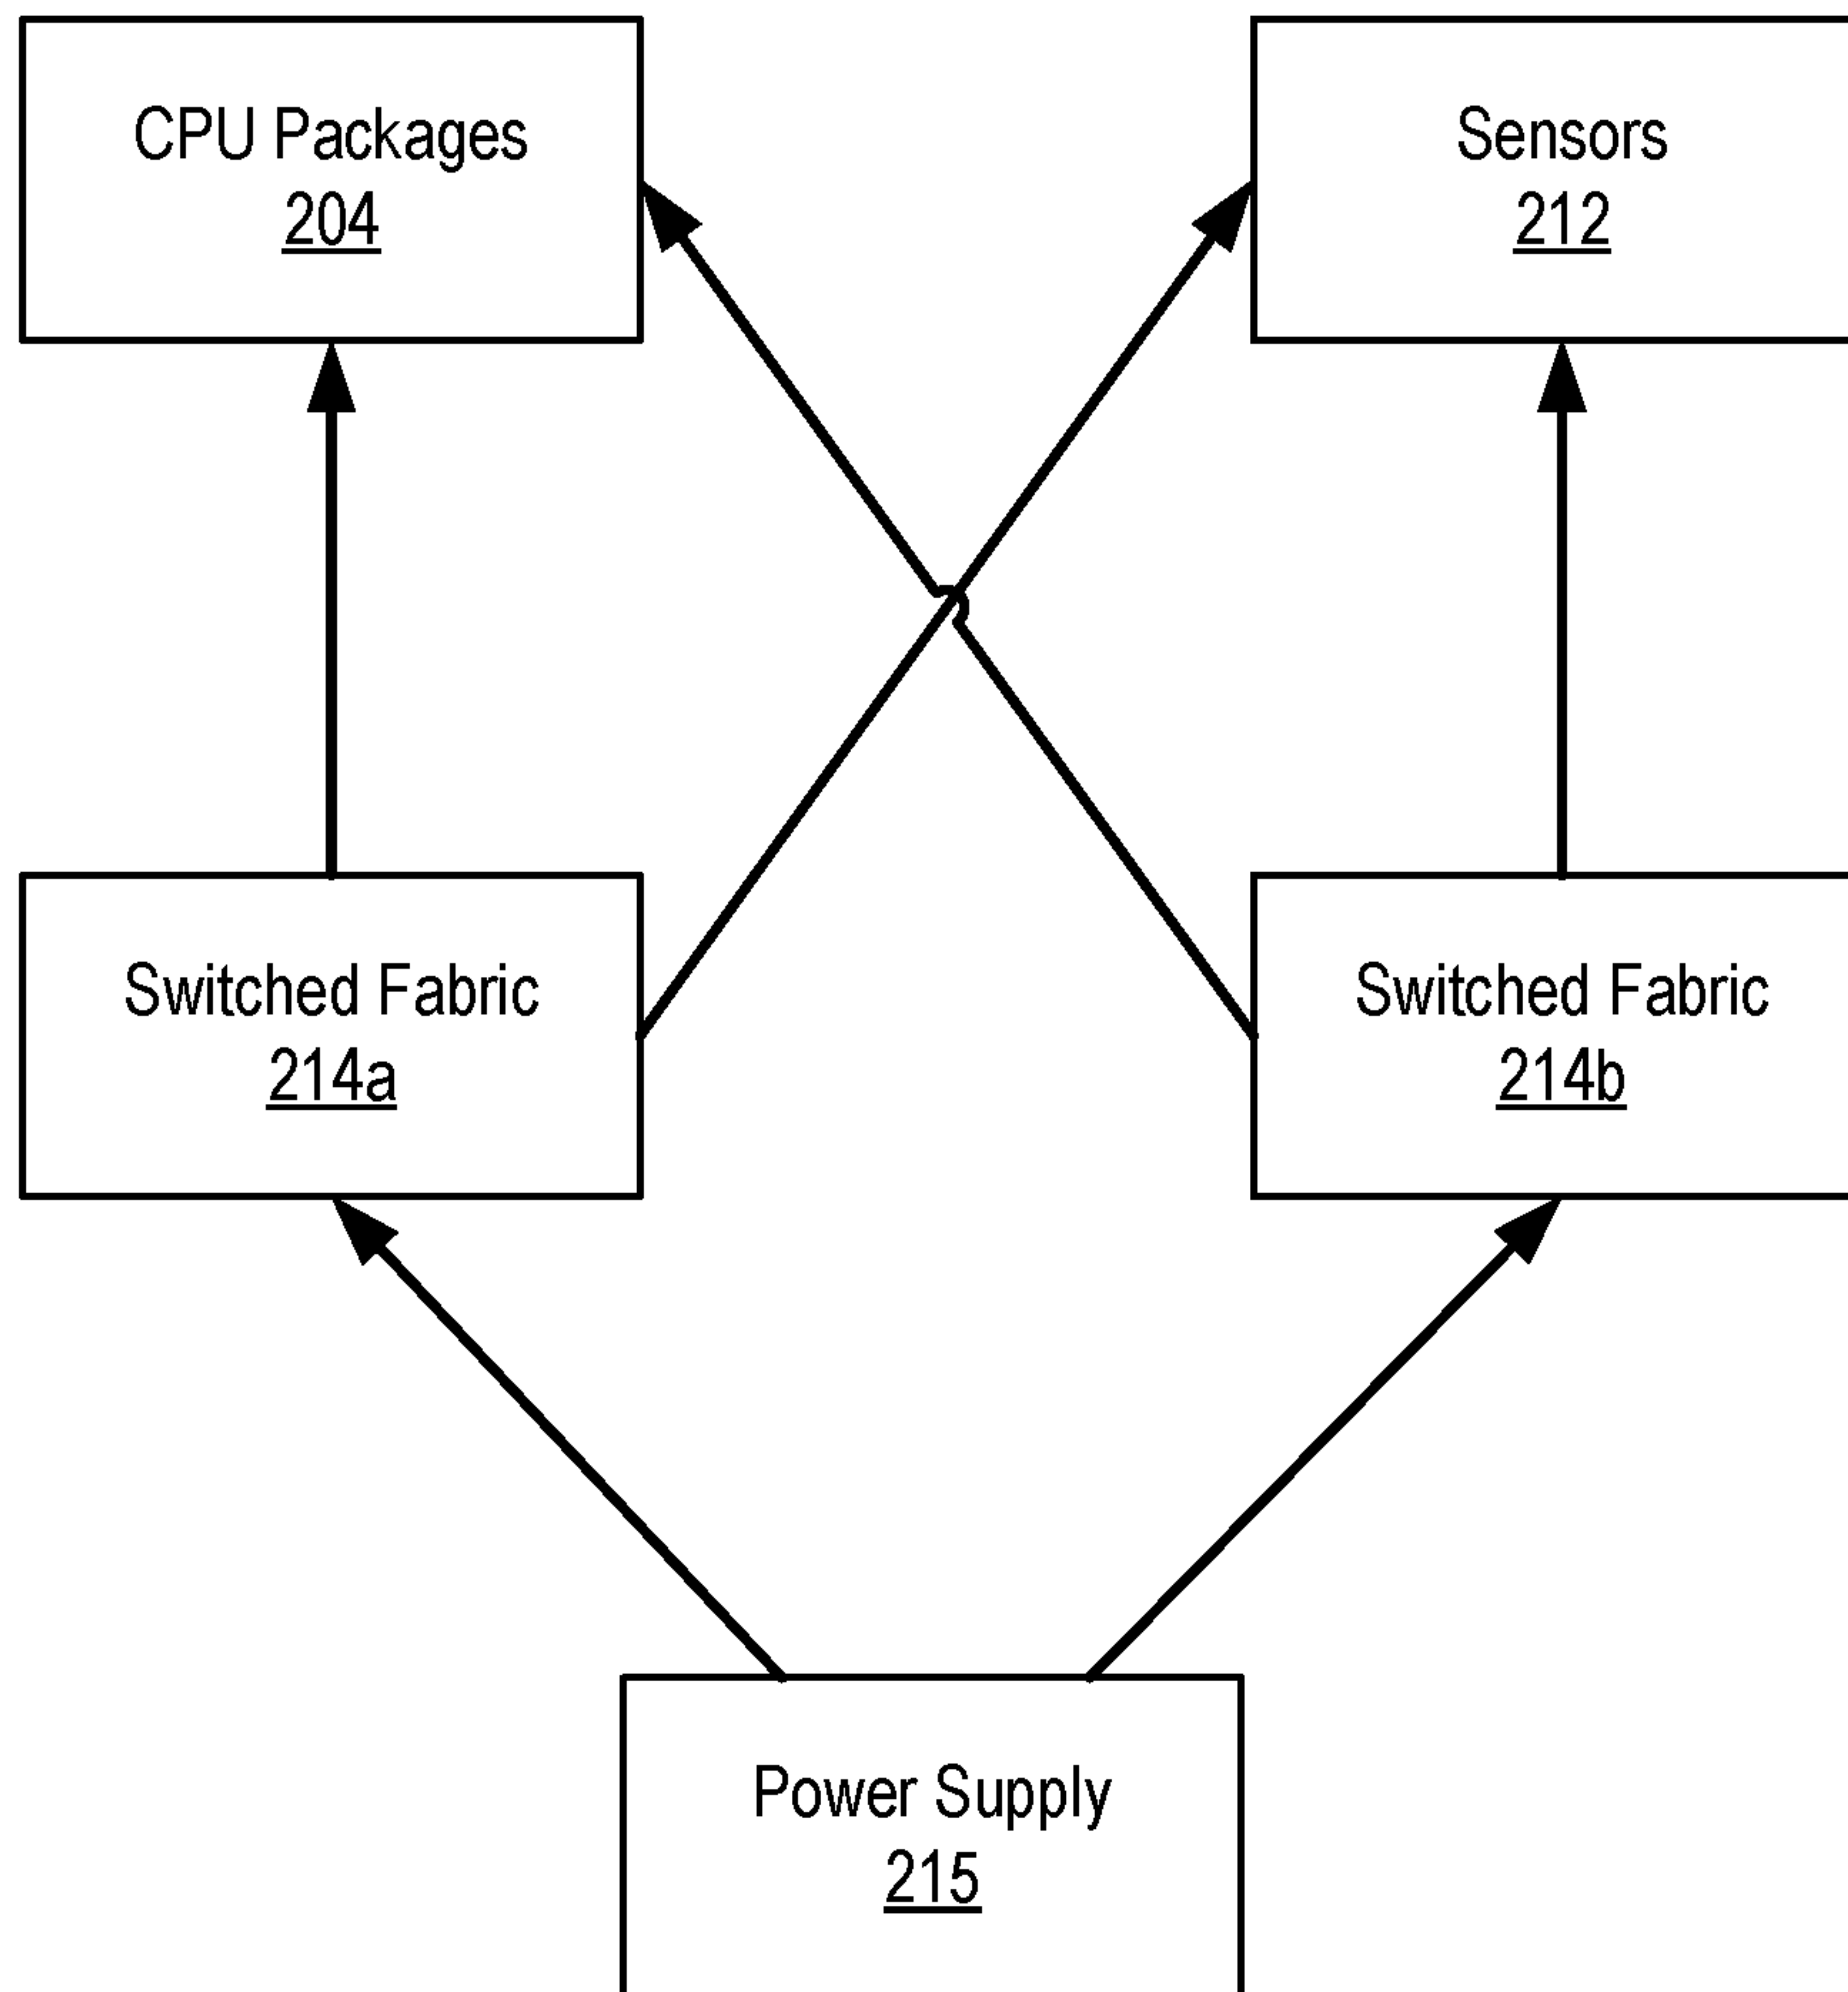 CPU Packages
204
Sensors
212
Switched Fabric
214a
Switched Fabric
214b
Power Supply
215